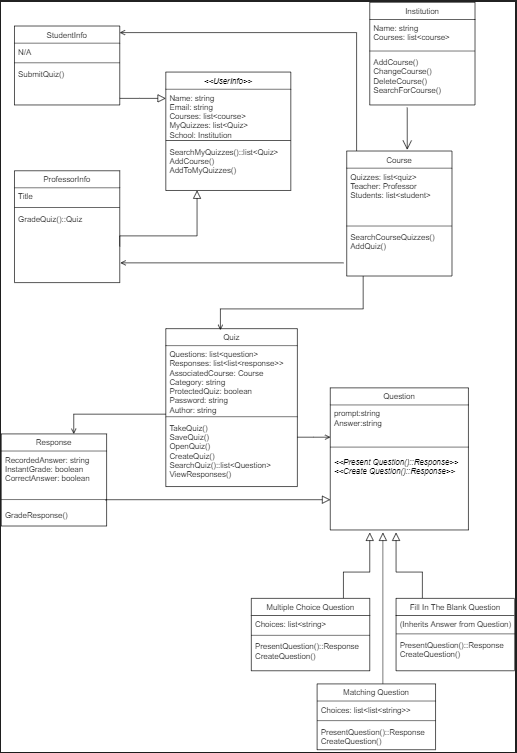 Institution
Name: string
Courses: list<course>
AddCourse()
ChangeCourse()
DeleteCourse()
SearchForCourse()
StudentInfo
N/A
SubmitQuiz()
<<UserInfo>>
Name: string
Email: string
Courses: list<course>
MyQuizzes: list<Quiz>
School: Institution
SearchMyQuizzes()::list<Quiz>
AddCourse()
AddToMyQuizzes()
Course
Quizzes: list<quiz>
Teacher: Professor
Students: list<student>
SearchCourseQuizzes()
AddQuiz()
ProfessorInfo
Title
GradeQuiz()::Quiz
Quiz
Questions: list<question>
Responses: list<list<response>>
AssociatedCourse: Course
Category: string
ProtectedQuiz: boolean
Password: string
Author: string
TakeQuiz()
SaveQuiz()
OpenQuiz()
CreateQuiz()
SearchQuiz()::list<Question>
ViewResponses()
Question
prompt:string
Answer:string
<<Present Question()::Response>>
<<Create Question()::Response>>
Response
RecordedAnswer: string
InstantGrade: boolean
CorrectAnswer: boolean
GradeResponse()
Multiple Choice Question
Choices: list<string>
PresentQuestion()::Response
CreateQuestion()
Fill In The Blank Question
(Inherits Answer from Question)
PresentQuestion()::Response
CreateQuestion()
Matching Question
Choices: list<list<string>>
PresentQuestion()::Response
CreateQuestion()